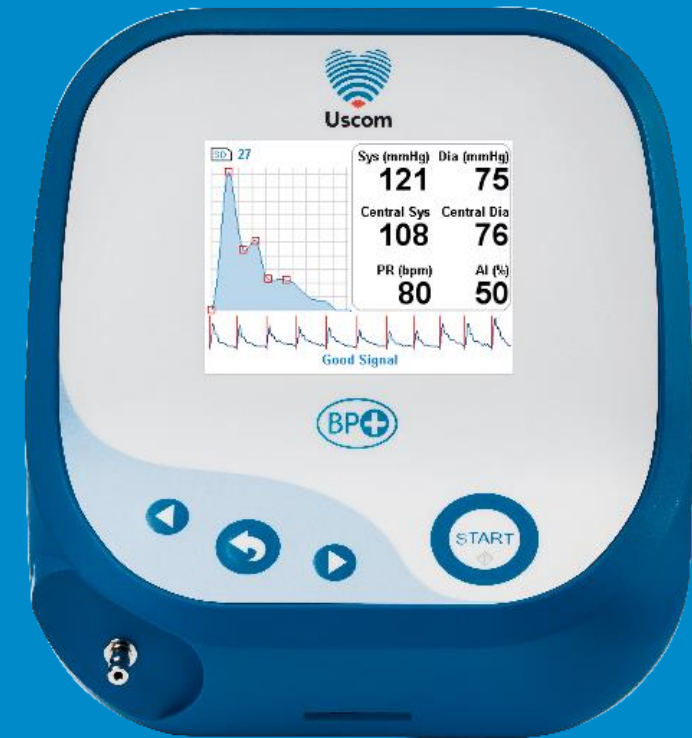 Uscom
SD 27
Sys (mmHg) Dia (mmHg)
121 75
Central Sys Central Dia
108 76
PR (bpm) AI (%)
80 50
Good Signal
BP+
START